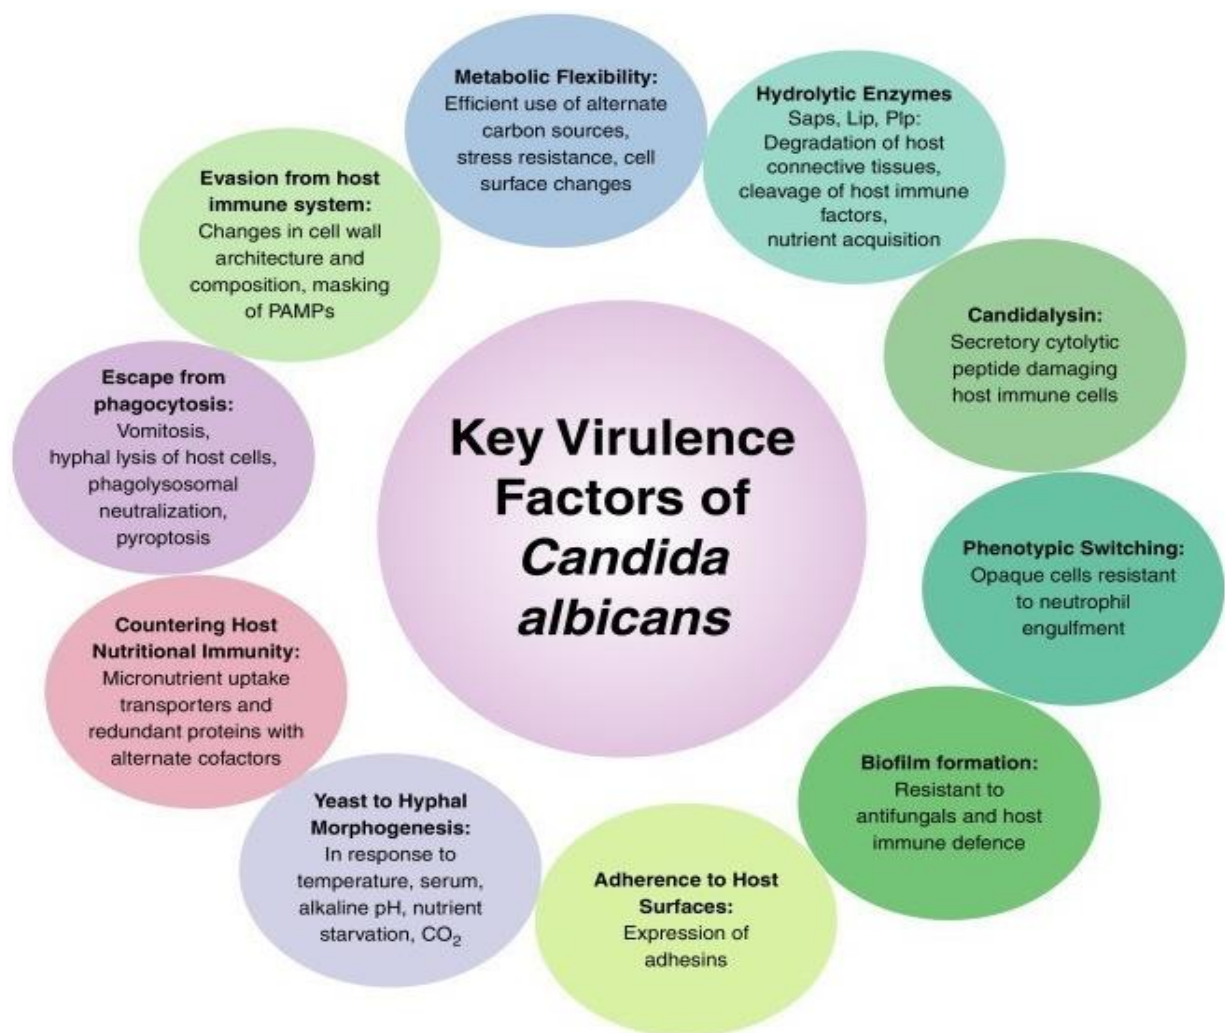 Metabolic Flexibility:
Efficient use of alternate
carbon sources,
stress resistance, cell
surface changes
Hydrolytic Enzymes
Saps, Lip, Plp:
Degradation of host
connective tissues,
cleavage of host immune
factors,
nutrient acquisition
Candidalysin:
Secretory cytolytic
peptide damaging
host immune cells
Phenotypic Switching:
Opaque cells resistant
to neutrophil
engulfment
Biofilm formation:
Resistant to
antifungals and host
immune defence
Adherence to Host
Surfaces:
Expression of
adhesins
Yeast to Hyphal
Morphogenesis:
In response to
temperature, serum,
alkaline pH, nutrient
starvation, CO₂
Countering Host
Nutritional Immunity:
Micronutrient uptake
transporters and
redundant proteins with
alternate cofactors
Escape from
phagocytosis:
Vomitosis,
hyphal lysis of host cells,
phagolysosomal
neutralization,
pyroptosis
Evasion from host
immune system:
Changes in cell wall
architecture and
composition, masking
of PAMPs
Key Virulence
Factors of
Candida
albicans